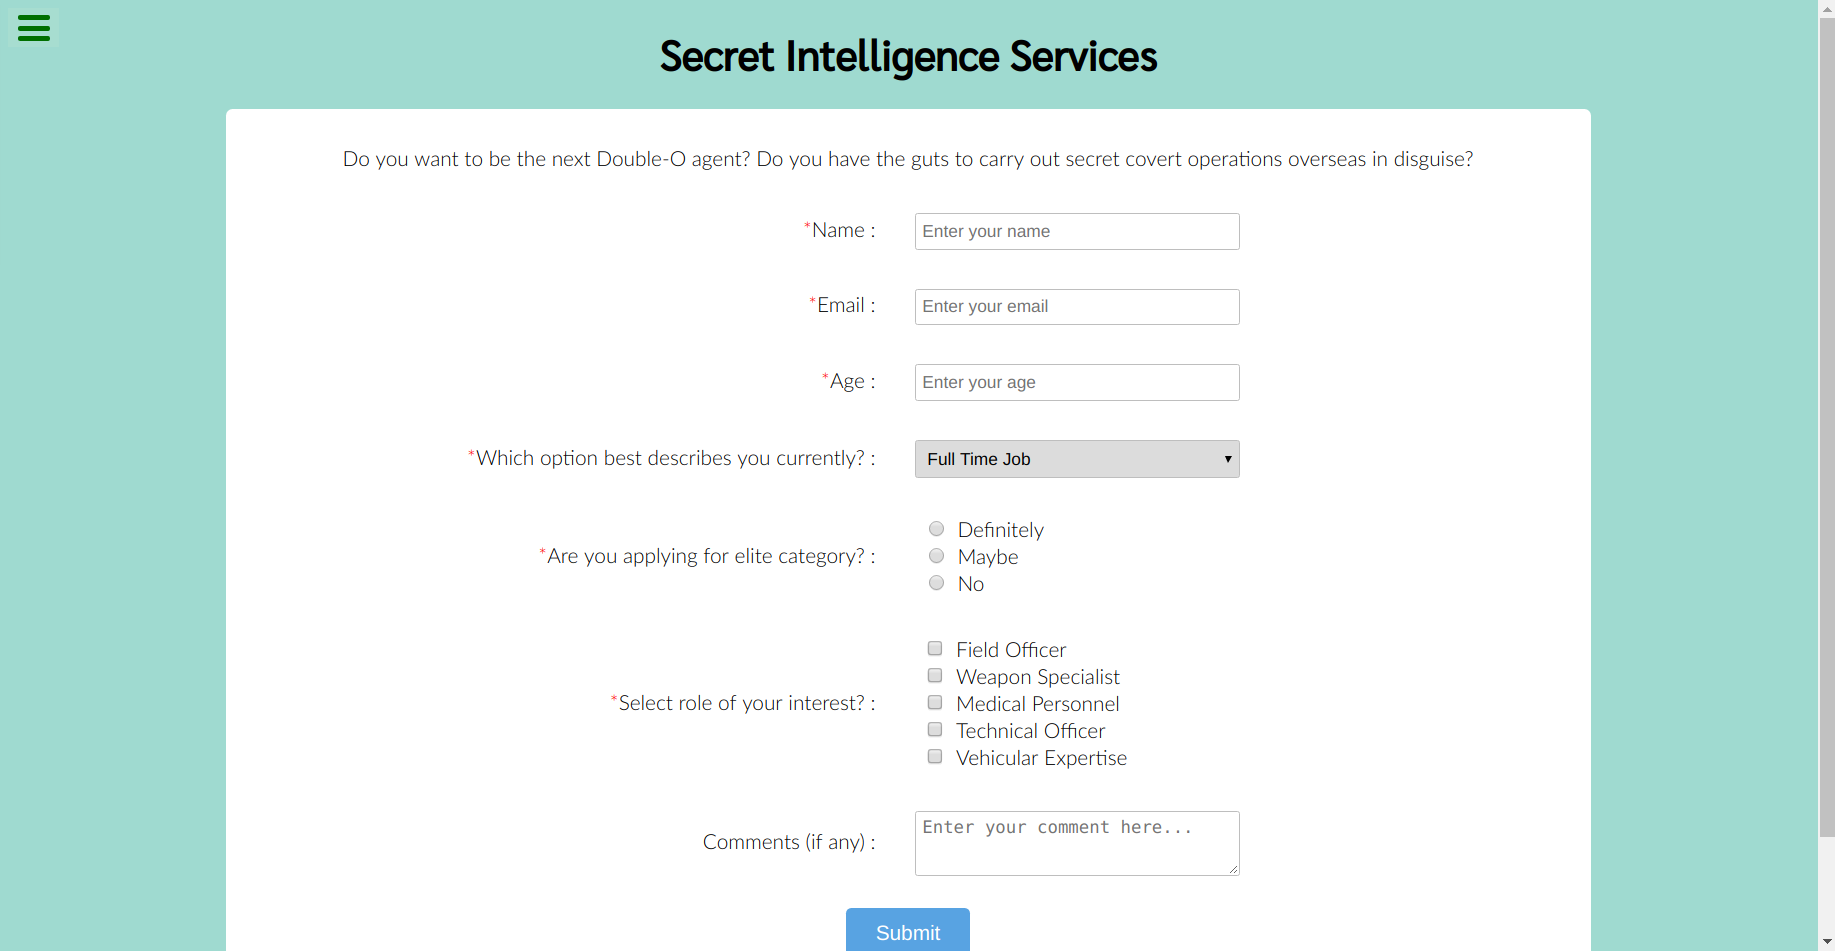 Secret Intelligence Services
Do you want to be the next Double-O agent? Do you have the guts to carry out secret covert operations overseas in disguise?
*Name : Enter your name
*Email : Enter your email
*Age : Enter your age
*Which option best describes you currently? : Full Time Job
*Are you applying for elite category? :
Definitely
Maybe
No
*Select role of your interest? :
Field Officer
Weapon Specialist
Medical Personnel
Technical Officer
Vehicular Expertise
Comments (if any) : Enter your comment here...
Submit